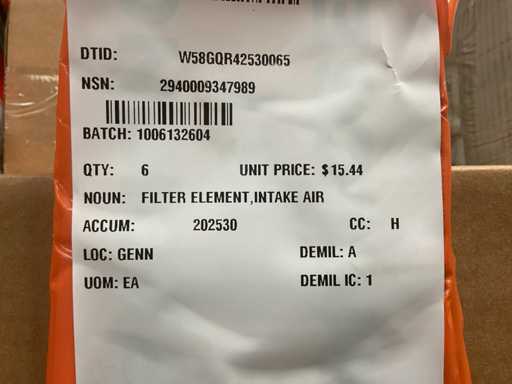 DTID: W58GQR42530065
NSN: 2940009347989
BATCH: 1006132604
QTY: 6 UNIT PRICE: $15.44
NOUN: FILTER ELEMENT,INTAKE AIR
ACCUM: 202530 CC: H
LOC: GENN DEMIL: A
UOM: EA DEMIL IC: 1